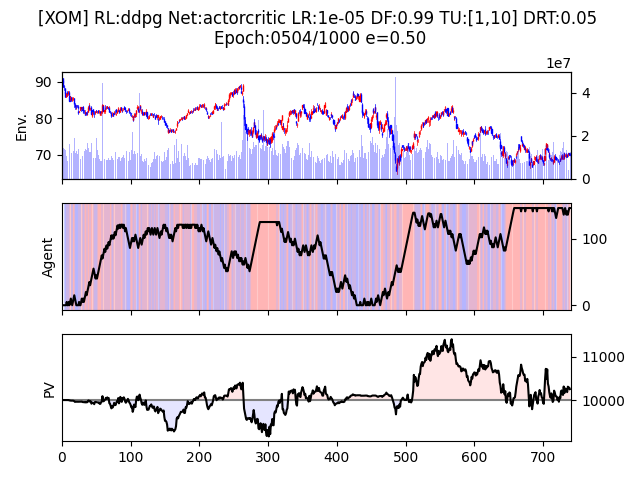 [XOM] RL:ddpg Net:actorcritic LR:1e-05 DF:0.99 TU:[1,10] DRT:0.05
Epoch:0504/1000 e=0.50
1e7
90
80
70
Env.
4
2
0
Agent
100
0
PV
11000
10000
0 100 200 300 400 500 600 700